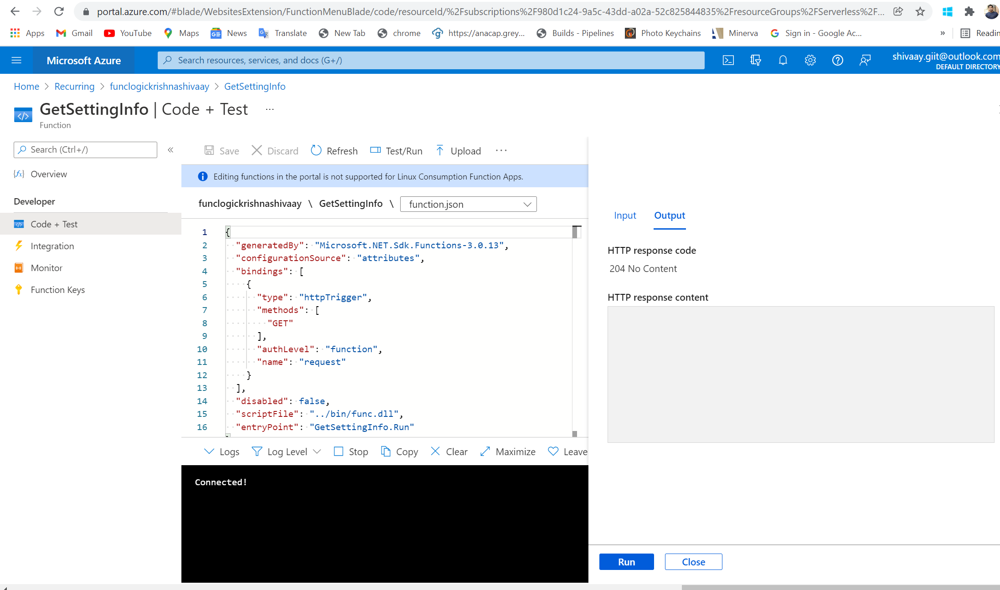 portal.azure.com/#blade/WebsitesExtension/FunctionMenuBlade/code/resourceId/%2Fsubscriptions%2F980d1c24-9a5c-43dd-a02a-52c825844835%2FresourceGroups%2FServerless%2F...
Apps Gmail YouTube Maps News Translate New Tab chrome https://anacap.grey... Builds - Pipelines Photo Keychains Minerva Sign in - Google Ac... » Readin
Microsoft Azure Search resources, services, and docs (G+/) shivaay.giit@outlook.com
DEFAULT DIRECTORY
Home > Recurring > funclogickrishnashivaay > GetSettingInfo
GetSettingInfo | Code + Test ...
Function
Search (Ctrl+/) «
Save Discard Refresh Test/Run Upload ...
Overview
Editing functions in the portal is not supported for Linux Consumption Function Apps.
Developer
Code + Test
Integration
Monitor
Function Keys
funclogickrishnashivaay \ GetSettingInfo \ function.json
1 {
2 "generatedBy": "Microsoft.NET.Sdk.Functions-3.0.13",
3 "configurationSource": "attributes",
4 "bindings": [
5 {
6 "type": "httpTrigger",
7 "methods": [
8 "GET"
9 ],
10 "authLevel": "function",
11 "name": "request"
12 }
13 ],
14 "disabled": false,
15 "scriptFile": "../bin/func.dll",
16 "entryPoint": "GetSettingInfo.Run"
Logs Log Level Stop Copy Clear Maximize Leave
Connected!
Input Output
HTTP response code
204 No Content
HTTP response content
Run Close